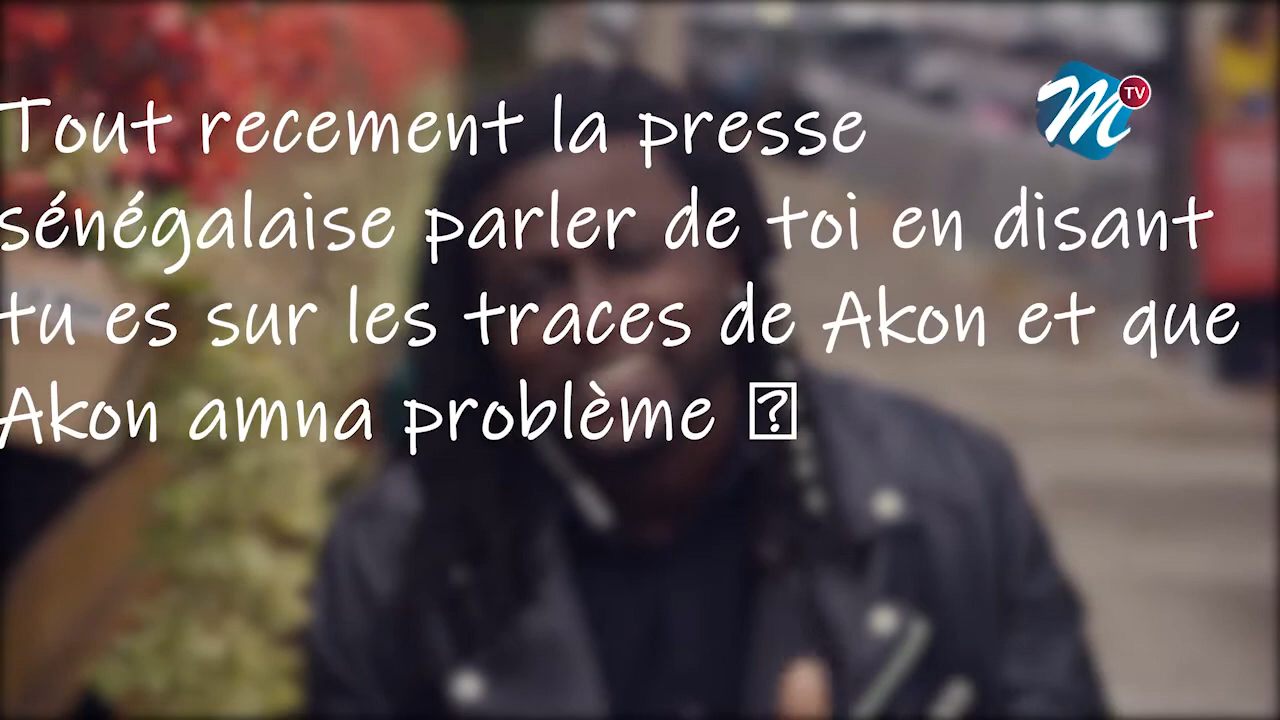 M TV
Tout recement la presse
sénégalaise parler de toi en disant
tu es sur les traces de Akon et que
Akon amna problème ?